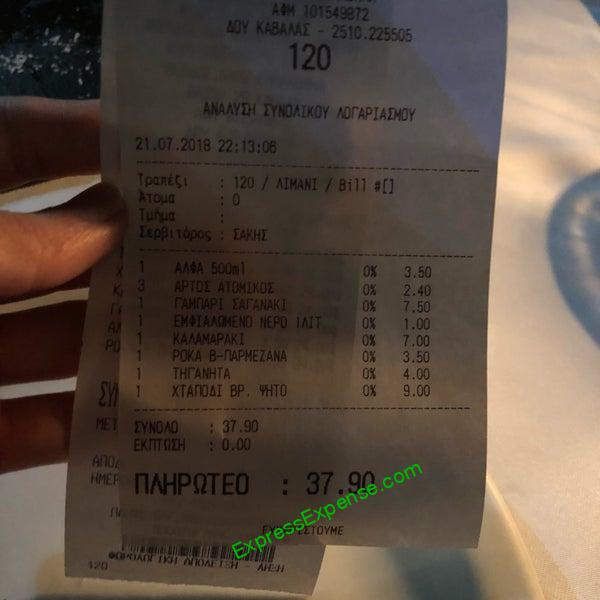 ΑΦΜ 101549872
ΔΟΥ ΚΑΒΑΛΑΣ - 2510.225505
120
ΑΝΑΛΥΣΗ ΣΥΝΟΛΙΚΟΥ ΛΟΓΑΡΙΑΣΜΟΥ
21.07.2018 22:13:06
Τραπέζι : 120 / ΛΙΜΑΝΙ / Bill #[]
Άτομα : 0
Τμήμα :
Σερβιτόρος : ΣΑΚΗΣ
1 ΑΛΦΑ 500ml 0% 3.50
3 ΑΡΤΟΣ ΑΤΟΜΙΚΟΣ 0% 2.40
1 ΓΑΜΠΑΡΙ ΣΑΓΑΝΑΚΙ 0% 7.50
1 ΕΜΦΙΑΛΩΜΕΝΟ ΝΕΡΟ 1ΛΙΤ 0% 1.00
1 ΚΑΛΑΜΑΡΑΚΙ 0% 7.00
1 ΡΟΚΑ Β-ΠΑΡΜΕΖΑΝΑ 0% 3.50
1 ΤΗΓΑΝΗΤΑ 0% 4.00
1 ΧΤΑΠΟΔΙ ΒΡ. ΨΗΤΟ 0% 9.00
ΣΥΝΟΛΟ : 37.90
ΕΚΠΤΩΣΗ : 0.00
ΠΛΗΡΩΤΕΟ : 37.90
ExpressExpense.com
ΦΟΡΟΛΟΓΙΚΗ ΑΠΟΔΕΙΞΗ - ΛΗΞΗ
120